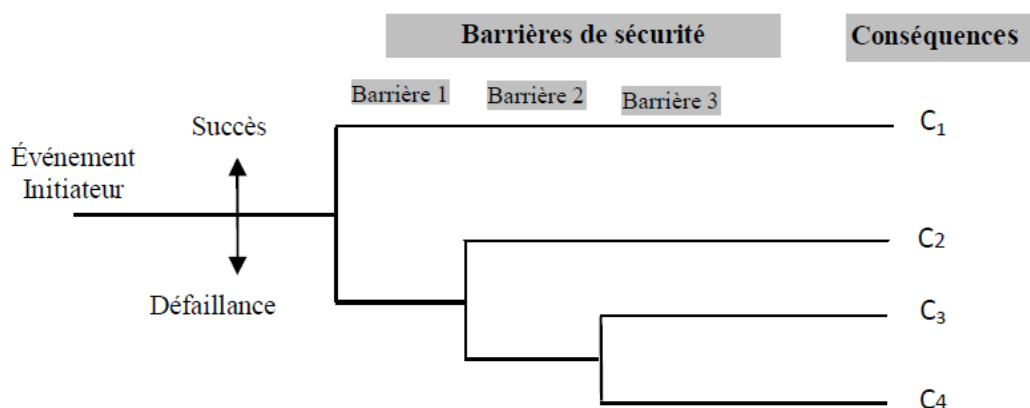 Barrières de sécurité
Conséquences
Barrière 1
Barrière 2
Barrière 3
Succès
C1
Événement
Initiateur
C2
Défaillance
C3
C4